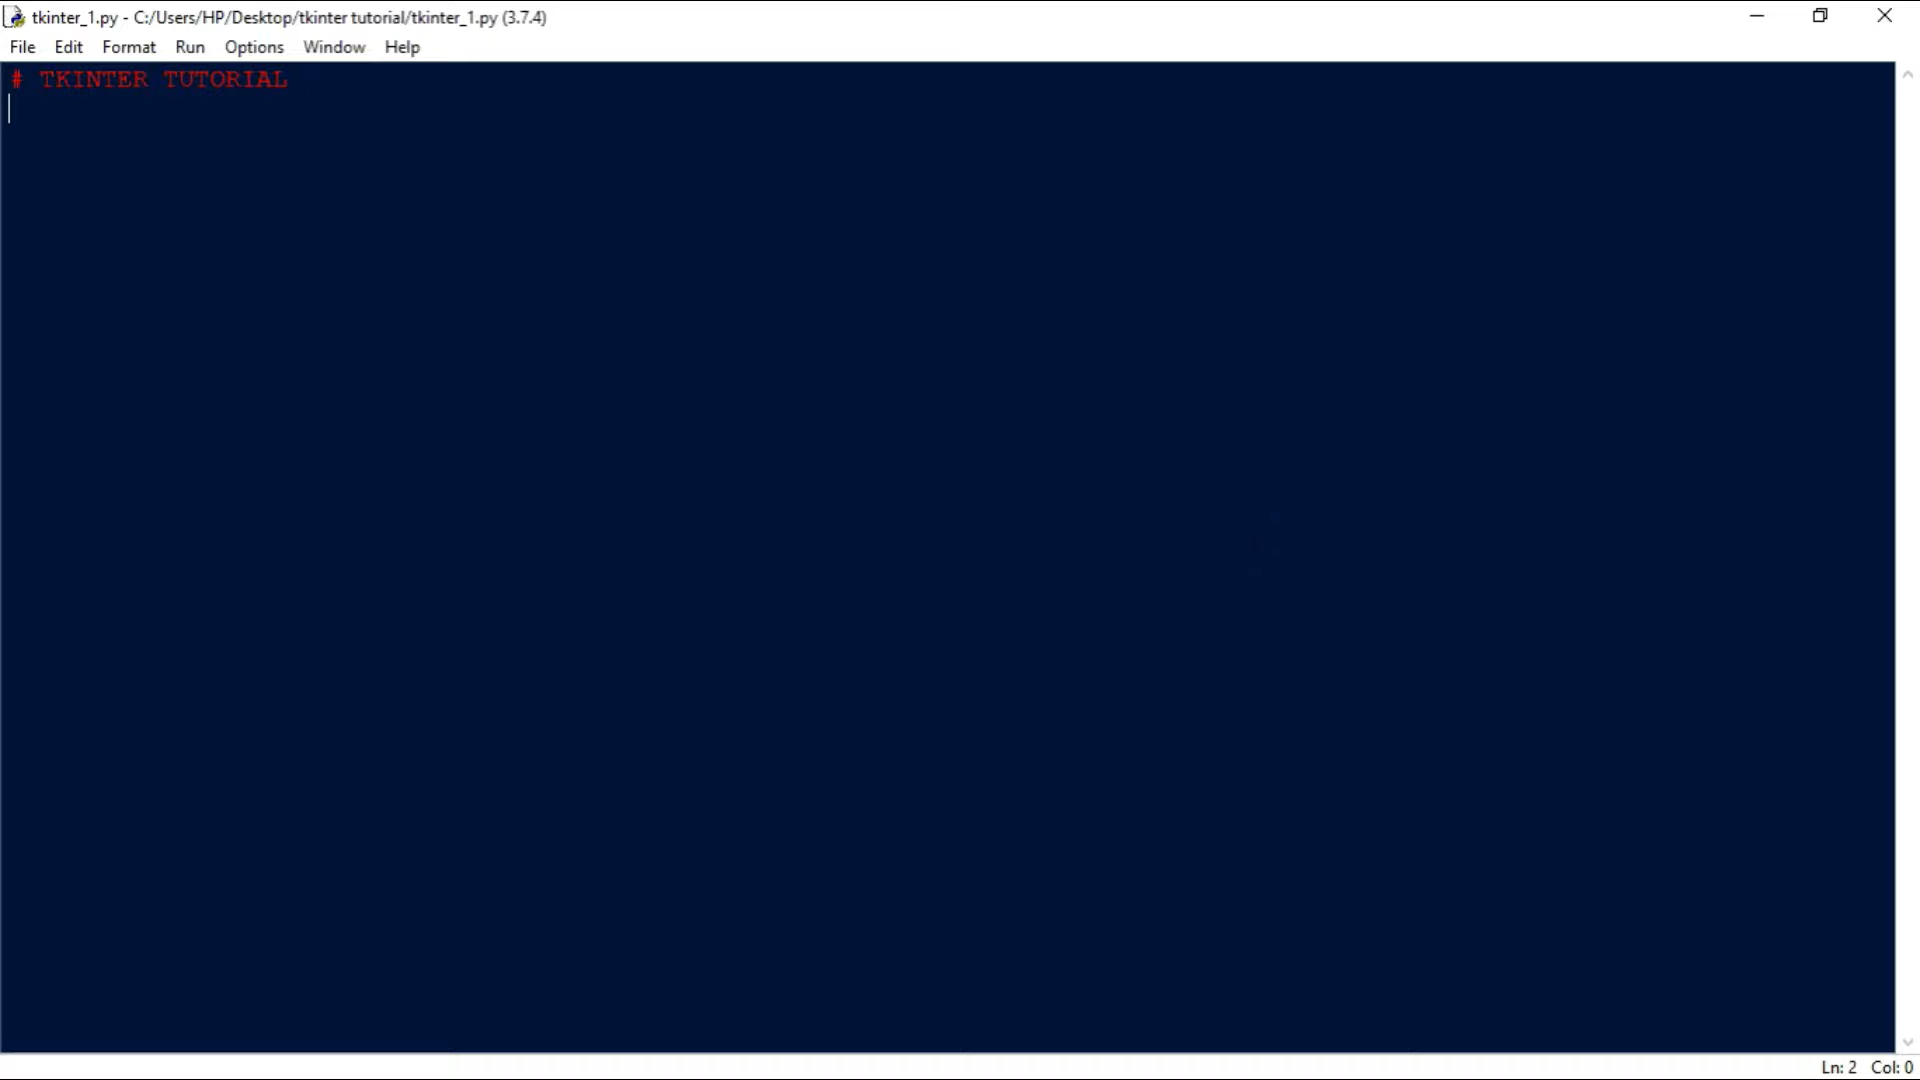 tkinter_1.py - C:/Users/HP/Desktop/tkinter tutorial/tkinter_1.py (3.7.4)
File Edit Format Run Options Window Help
# TKINTER TUTORIAL
Ln: 2 Col: 0